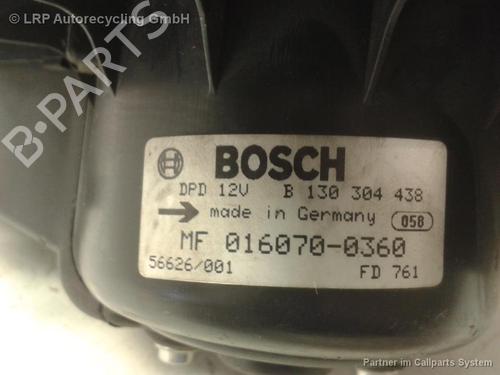 © LRP Autorecycling GmbH
B-PARTS
BOSCH
DPD 12V B 130 304 438
made in Germany 058
MF 016070-0360
56626/001 FD 761
Partner im Callparts System